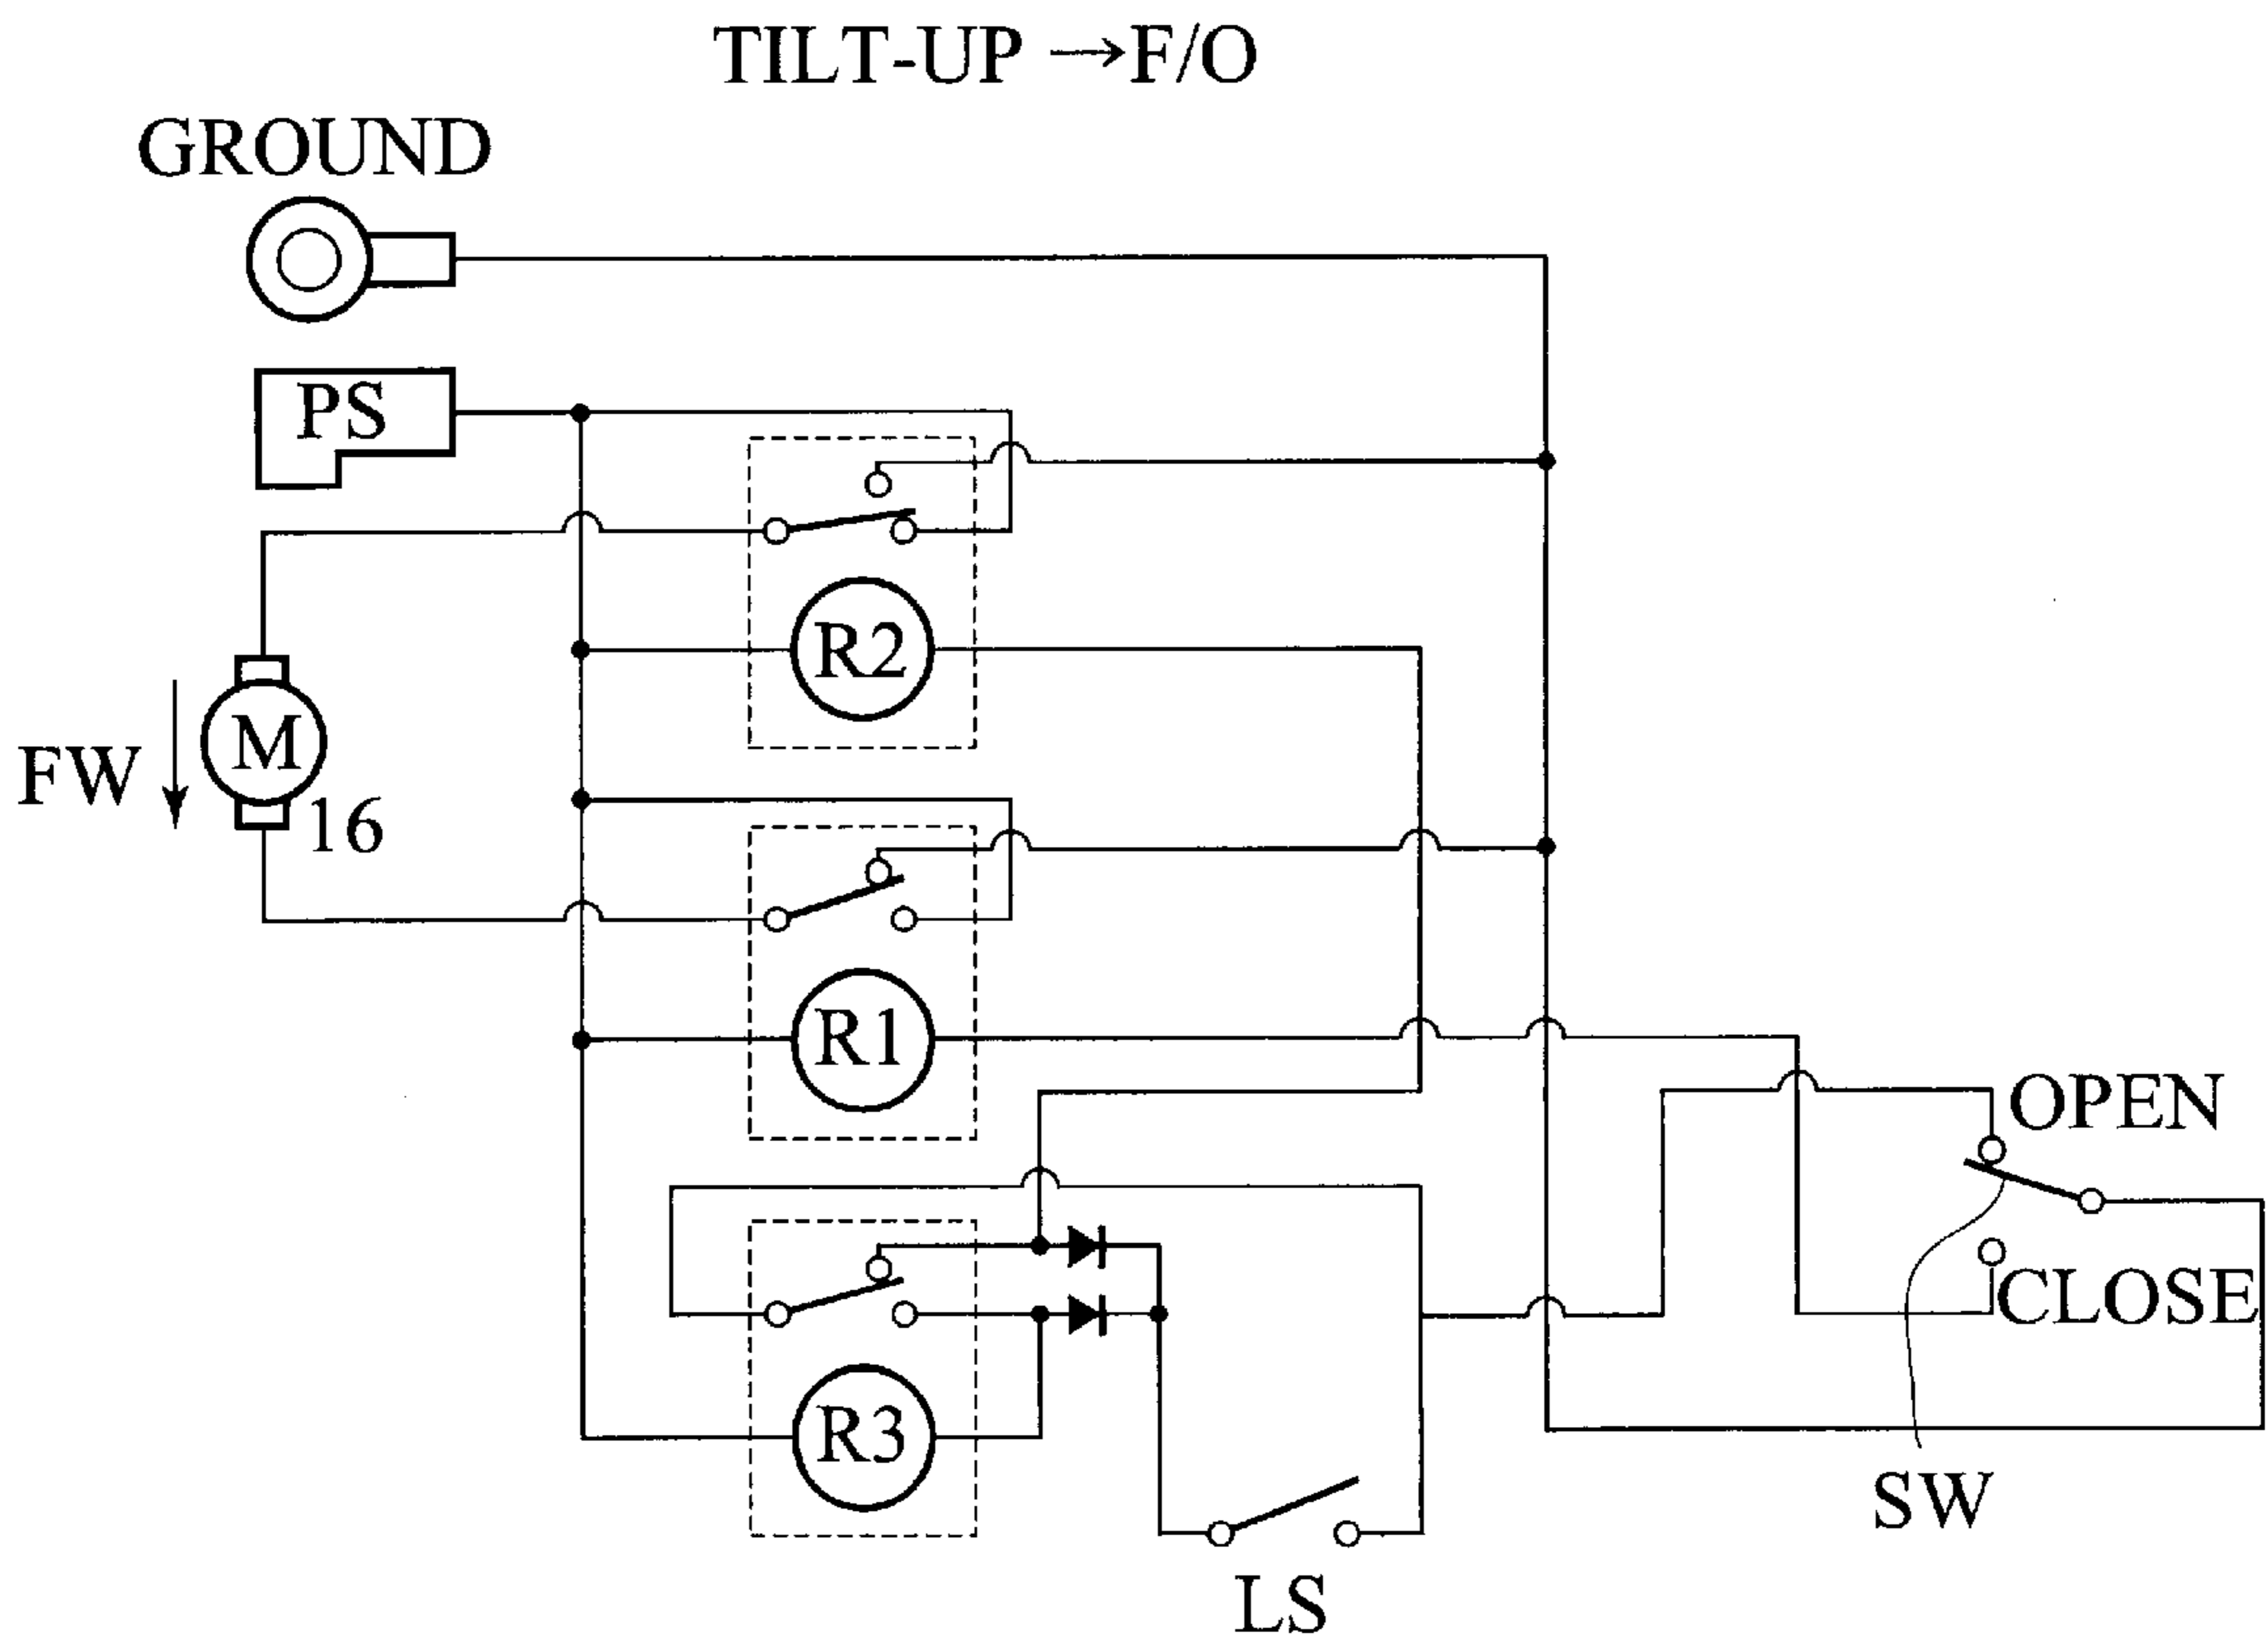 TILT-UP →F/O
GROUND
PS
R2
M
FW
16
R1
OPEN
CLOSE
R3
SW
LS